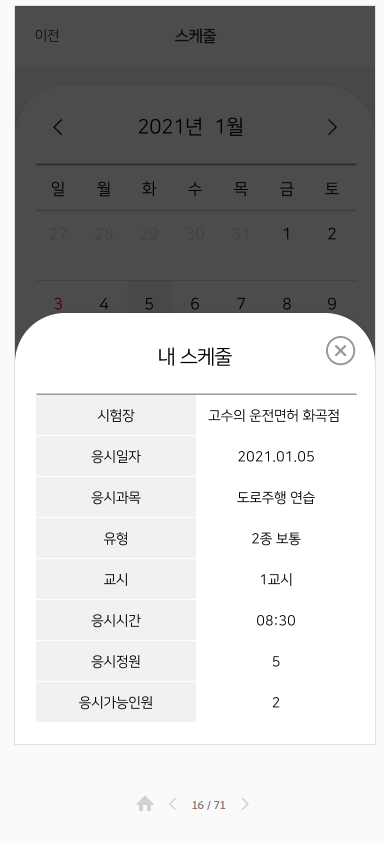 이전 스케줄
2021년 1월
일 월 화 수 목 금 토
27 28 29 30 31 1 2
3 4 5 6 7 8 9
내 스케줄
시험장 고수의 운전면허 화곡점
응시일자 2021.01.05
응시과목 도로주행 연습
유형 2종 보통
교시 1교시
응시시간 08:30
응시정원 5
응시가능인원 2
16 / 71